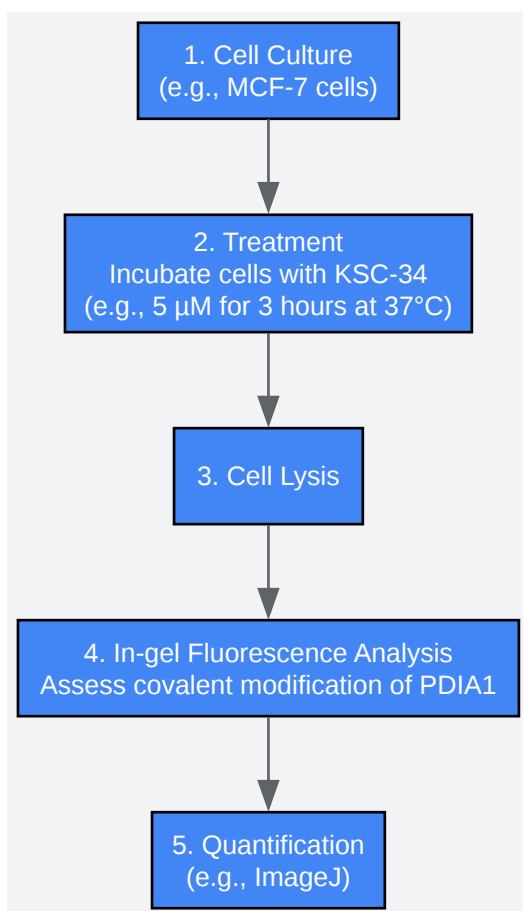 1. Cell Culture
(e.g., MCF-7 cells)
2. Treatment
Incubate cells with KSC-34
(e.g., 5 µM for 3 hours at 37°C)
3. Cell Lysis
4. In-gel Fluorescence Analysis
Assess covalent modification of PDIA1
5. Quantification
(e.g., ImageJ)